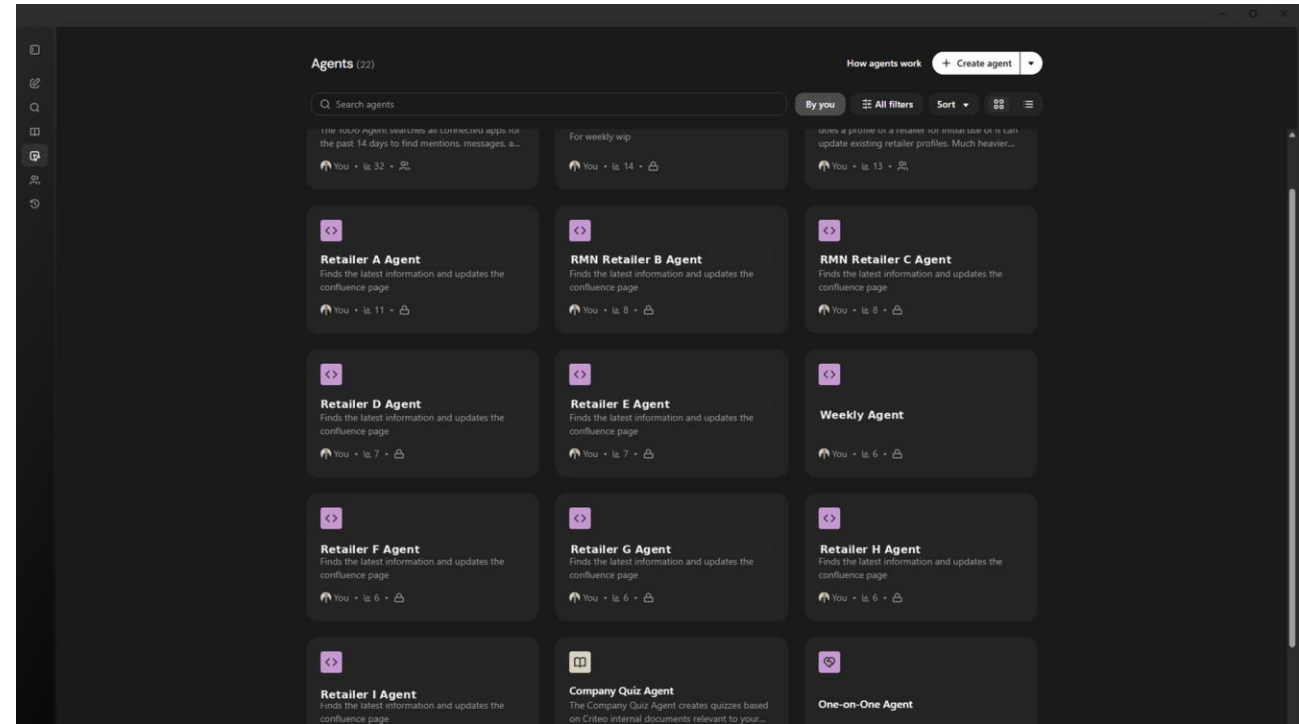 Agents (22)
How agents work
+ Create agent
Search agents
By you
All filters
Sort
The ToDo Agent searches all connected apps for
the past 14 days to find mentions, messages, a...
You • 32 •
For weekly wip
You • 14 •
does a profile of a retailer for initial use or it can
update existing retailer profiles. Much heavier...
You • 13 •
Retailer A Agent
Finds the latest information and updates the
confluence page
You • 11 •
RMN Retailer B Agent
Finds the latest information and updates the
confluence page
You • 8 •
RMN Retailer C Agent
Finds the latest information and updates the
confluence page
You • 8 •
Retailer D Agent
Finds the latest information and updates the
confluence page
You • 7 •
Retailer E Agent
Finds the latest information and updates the
confluence page
You • 7 •
Weekly Agent
You • 6 •
Retailer F Agent
Finds the latest information and updates the
confluence page
You • 6 •
Retailer G Agent
Finds the latest information and updates the
confluence page
You • 6 •
Retailer H Agent
Finds the latest information and updates the
confluence page
You • 6 •
Retailer I Agent
Finds the latest information and updates the
confluence page
Company Quiz Agent
The Company Quiz Agent creates quizzes based
on Criteo internal documents relevant to your...
One-on-One Agent